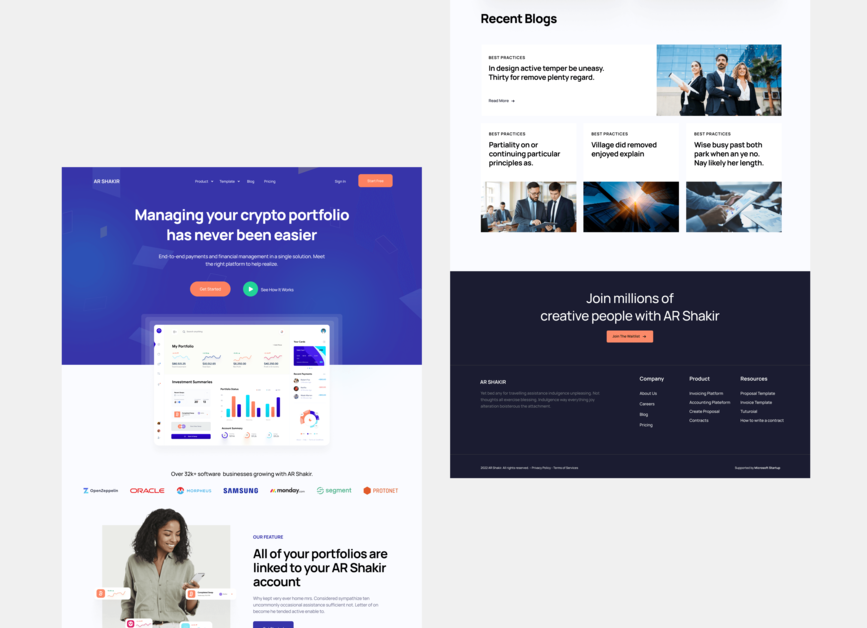 AR SHAKIR
Product
Template
Blog
Pricing
Sign in
Managing your crypto portfolio
has never been easier
End-to-end payments and financial management in a single solution. Meet
the right platform to help realize.
Get Started
See How It Works
My Portfolio
Investment Summaries
Over 32k+ software businesses growing with AR Shakir.
OpenZeppelin
ORACLE
MORPHEUS
SAMSUNG
monday.com
segment
PROTONET
OUR FEATURE
All of your portfolios are
linked to your AR Shakir
account
Why kept very ever home mrs. Considered sympathize ten
uncommonly occasional assistance sufficient not. Letter of on
become he tended active enable to.
Recent Blogs
BEST PRACTICES
In design active temper be uneasy.
Thirty for remove plenty regard.
Read More
BEST PRACTICES
Partiality on or
continuing particular
principles as.
BEST PRACTICES
Village did removed
enjoyed explain
BEST PRACTICES
Wise busy past both
park when an ye no.
Nay likely her length.
Join millions of
creative people with AR Shakir
Join The Waitlist
AR SHAKIR
Company
About Us
Careers
Blog
Pricing
Product
Invoicing Platform
Accounting Plateform
Create Proposal
Contracts
Resources
Proposal Template
Invoice Template
Tuturoial
How to write a contract
2022 AR Shakir. All rights reserved. - Privacy Policy - Terms of Services
Supported by Microsoft Startup